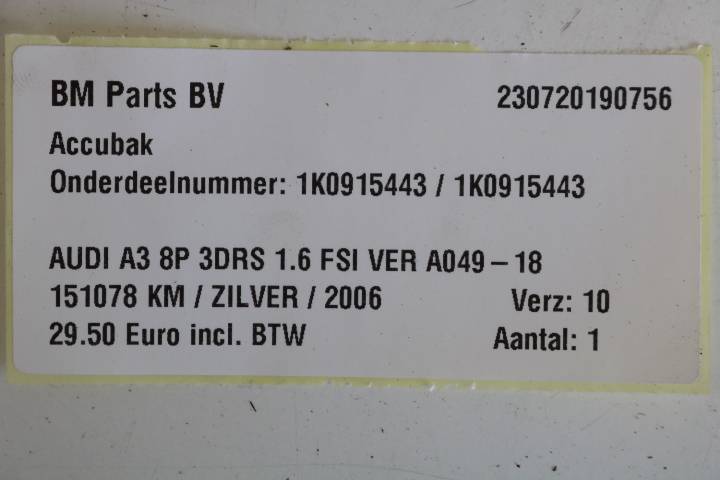 BM Parts BV 230720190756
Accubak
Onderdeelnummer: 1K0915443 / 1K0915443
AUDI A3 8P 3DRS 1.6 FSI VER A049 – 18
151078 KM / ZILVER / 2006 Verz: 10
29.50 Euro incl. BTW Aantal: 1